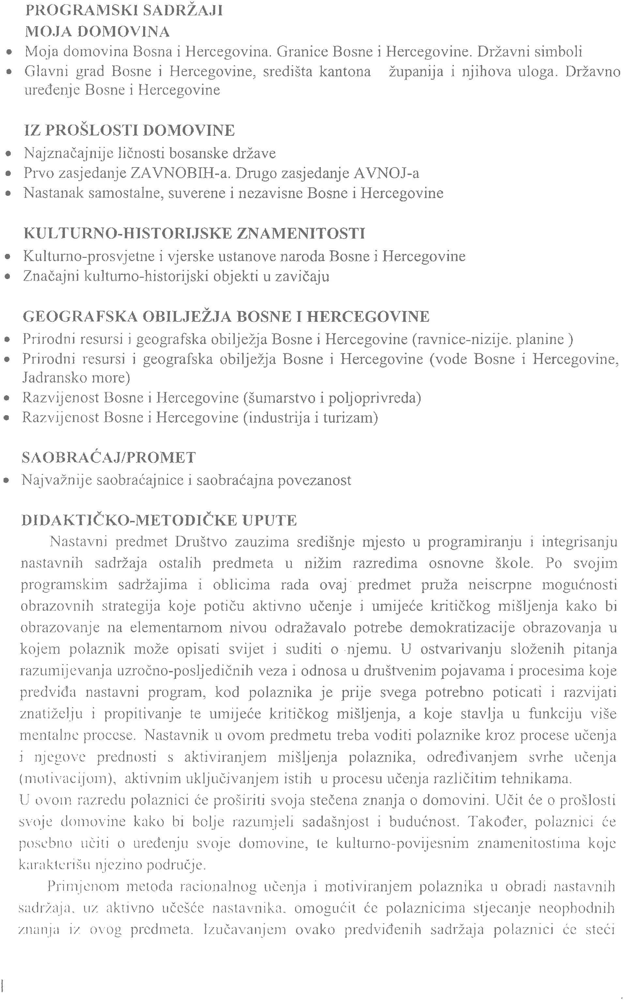 PROGRAMSKI SADRŽAJI
MOJA DOMOVINA
• Moja domovina Bosna i Hercegovina. Granice Bosne i Hercegovine. Državni simboli
• Glavni grad Bosne i Hercegovine, središta kantona županija i njihova uloga. Državno
uređenje Bosne i Hercegovine
IZ PROŠLOSTI DOMOVINE
• Najznačajnije ličnosti bosanske države
• Prvo zasjedanje ZAVNOBIH-a. Drugo zasjedanje AVNOJ-a
• Nastanak samostalne, suverene i nezavisne Bosne i Hercegovine
KULTURNO-HISTORIJSKE ZNAMENITOSTI
• Kulturno-prosvjetne i vjerske ustanove naroda Bosne i Hercegovine
• Značajni kulturno-historijski objekti u zavičaju
GEOGRAFSKA OBILJEŽJA BOSNE I HERCEGOVINE
• Prirodni resursi i geografska obilježja Bosne i Hercegovine (ravnice-nizije. planine )
• Prirodni resursi i geografska obilježja Bosne i Hercegovine (vode Bosne i Hercegovine,
Jadransko more)
• Razvijenost Bosne i Hercegovine (šumarstvo i poljoprivreda)
• Razvijenost Bosne i Hercegovine (industrija i turizam)
SAOBRAĆAJ/PROMET
• Najvažnije saobraćajnice i saobraćajna povezanost
DIDAKTIČKO-METODIČKE UPUTE
Nastavni predmet Društvo zauzima središnje mjesto u programiranju i integrisanju
nastavnih sadržaja ostalih predmeta u nižim razredima osnovne škole. Po svojim
programskim sadržajima i oblicima rada ovaj predmet pruža neiscrpne mogućnosti
obrazovnih strategija koje potiču aktivno učenje i umijeće kritičkog mišljenja kako bi
obrazovanje na elementarnom nivou odražavalo potrebe demokratizacije obrazovanja u
kojem polaznik može opisati svijet i suditi o njemu. U ostvarivanju složenih pitanja
razumijevanja uzročno-posljedičnih veza i odnosa u društvenim pojavama i procesima koje
predviđa nastavni program, kod polaznika je prije svega potrebno poticati i razvijati
znatiželju i propitivanje te umijeće kritičkog mišljenja, a koje stavlja u funkciju više
mentalne procese. Nastavnik u ovom predmetu treba voditi polaznike kroz procese učenja
i njegove prednosti s aktiviranjem mišljenja polaznika, određivanjem svrhe učenja
(motivacijom), aktivnim uključivanjem istih u procesu učenja različitim tehnikama.
U ovom razredu polaznici će proširiti svoja stečena znanja o domovini. Učit će o prošlosti
svoje domovine kako bi bolje razumjeli sadašnjost i budućnost. Također, polaznici će
posebno učiti o uređenju svoje domovine, te kulturno-povijesnim znamenitostima koje
karakterišu njezino područje.
Primjenom metoda racionalnog učenja i motiviranjem polaznika u obradi nastavnih
sadržaja, uz aktivno učešće nastavnika, omogućit će polaznicima stjecanje neophodnih
znanja iz ovog predmeta. Izučavanjem ovako predviđenih sadržaja polaznici će steći